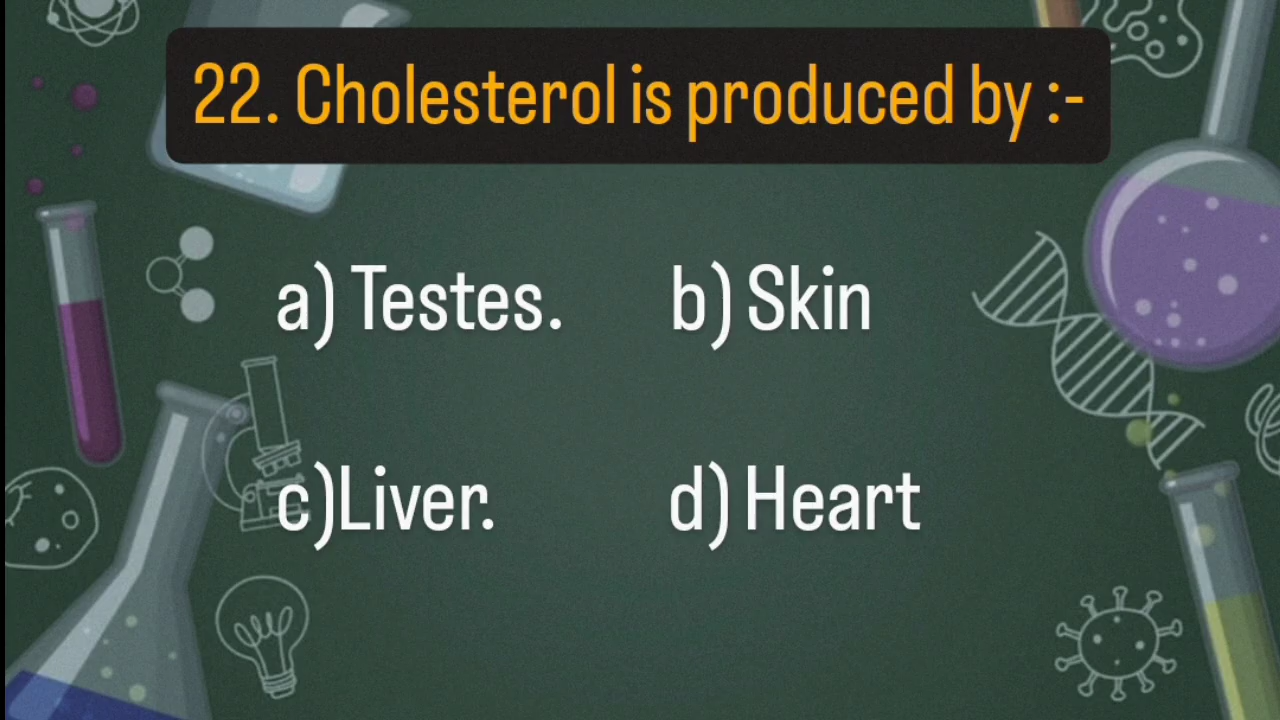 22. Cholesterol is produced by :-
a) Testes. b) Skin
c)Liver. d) Heart